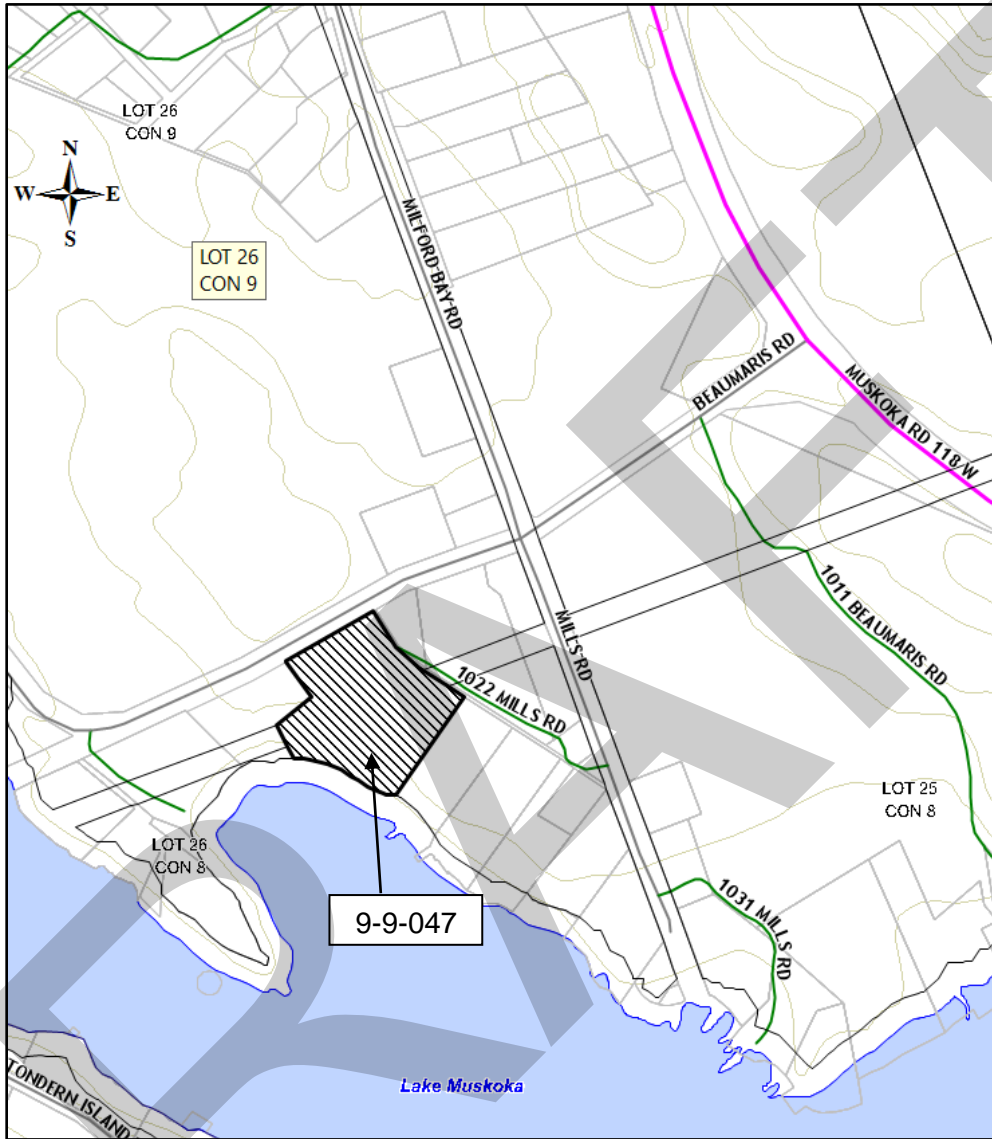 LOT 26
CON 9
N
W E
S
LOT 26
CON 9
MILFORD BAY RD
BEAUMARIS RD
MUSKOKA RD 118 W
MILLS RD
1022 MILLS RD
1011 BEAUMARIS RD
LOT 25
CON 8
LOT 26
CON 8
9-9-047
1031 MILLS RD
TONDERN ISLAND
Lake Muskoka
DRAFT